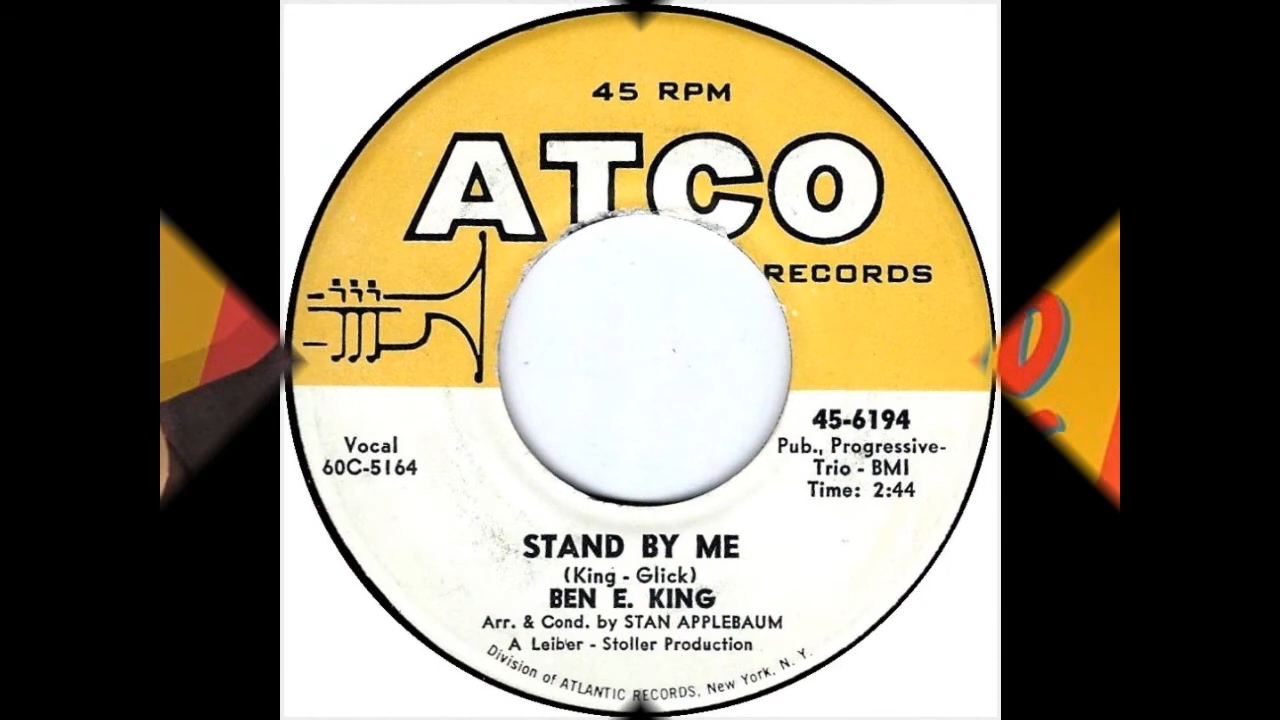 45 RPM
ATCO
RECORDS
45-6194
Vocal
Pub., Progressive-
60C-5164
Trio - BMI
Time: 2:44
STAND BY ME
(King - Glick)
BEN E. KING
Arr. & Cond. by STAN APPLEBAUM
A Leiber - Stoller Production
Division of ATLANTIC RECORDS, New York, N. Y.